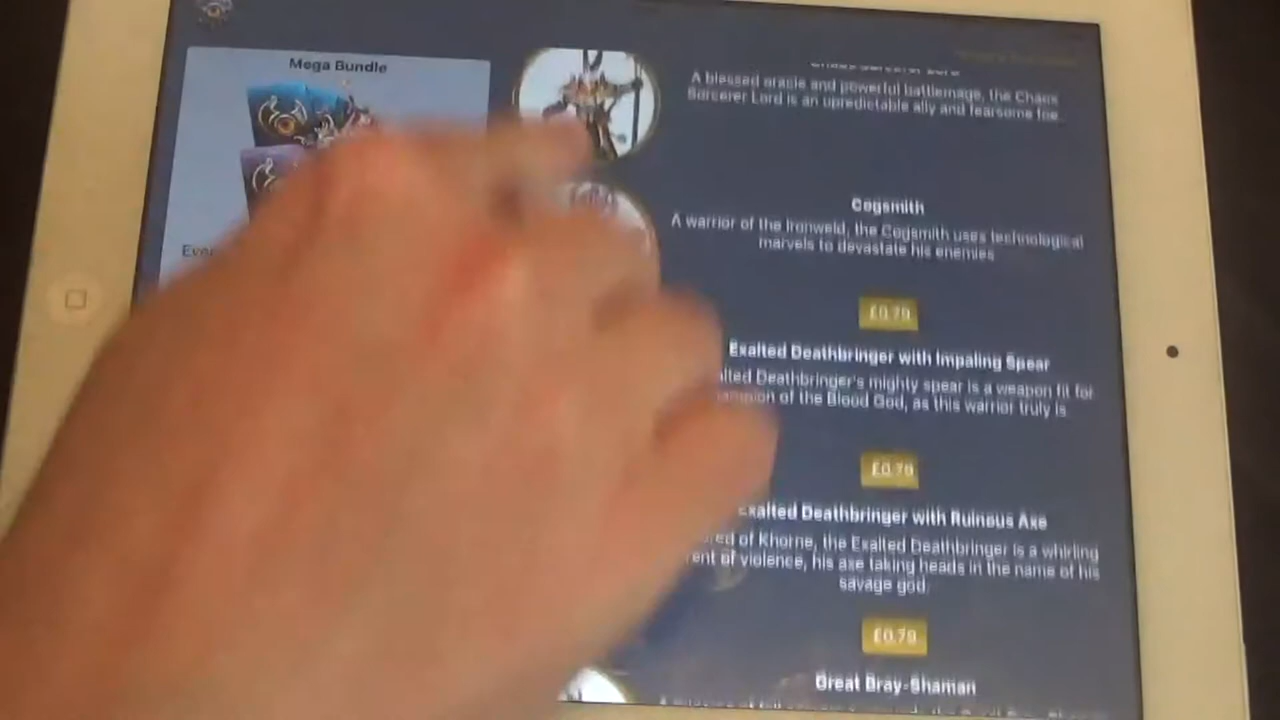 Mega Bundle
A blessed oracle and powerful battlemage, the Chaos
Sorcerer Lord is an upredictable ally and fearsome foe
Cogsmith
A warrior of the Ironweld, the Cogsmith uses technological
marvels to devastate his enemies
£0.79
Exalted Deathbringer with Impaling Spear
Deathbringer's mighty spear is a weapon fit for
of the Blood God, as this warrior truly is
£0.79
Exalted Deathbringer with Ruinous Axe
of Khorne, the Exalted Deathbringer is a whirling
of violence, his axe taking heads in the name of his
savage god.
£0.79
Great Bray-Shaman